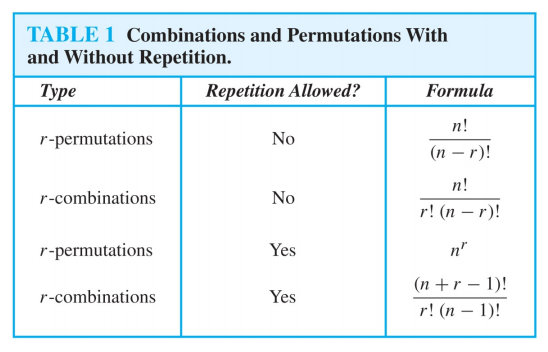 TABLE 1 Combinations and Permutations With
and Without Repetition.
Type Repetition Allowed? Formula
r-permutations No n! / (n − r)!
r-combinations No n! / r! (n − r)!
r-permutations Yes n^r
r-combinations Yes (n + r − 1)! / r! (n − 1)!